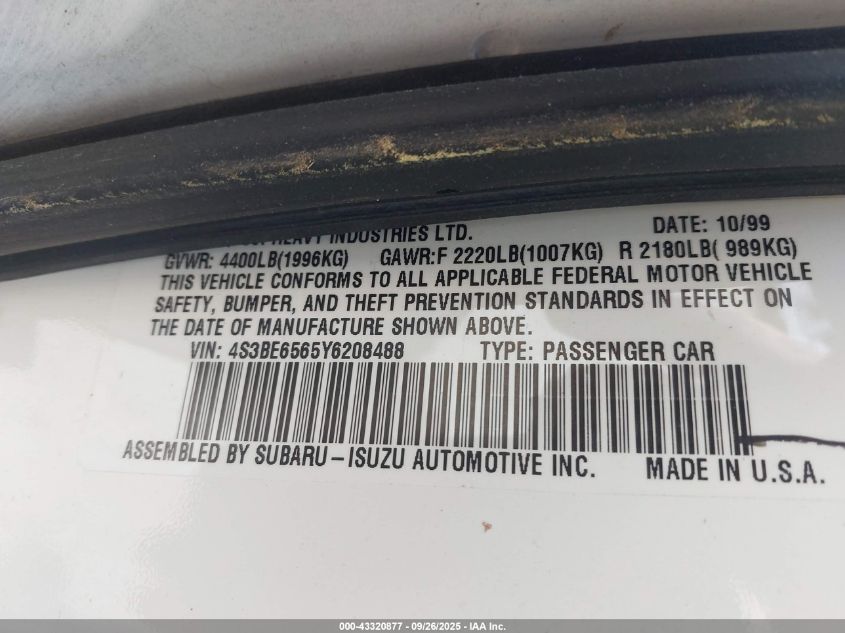 HEAVY INDUSTRIES LTD. DATE: 10/99
GVWR: 4400LB(1996KG) GAWR:F 2220LB(1007KG) R 2180LB( 989KG)
THIS VEHICLE CONFORMS TO ALL APPLICABLE FEDERAL MOTOR VEHICLE
SAFETY, BUMPER, AND THEFT PREVENTION STANDARDS IN EFFECT ON
THE DATE OF MANUFACTURE SHOWN ABOVE.
VIN: 4S3BE6565Y6208488 TYPE: PASSENGER CAR
ASSEMBLED BY SUBARU-ISUZU AUTOMOTIVE INC. MADE IN U.S.A.
000-43320877 - 09/26/2025 - IAA Inc.